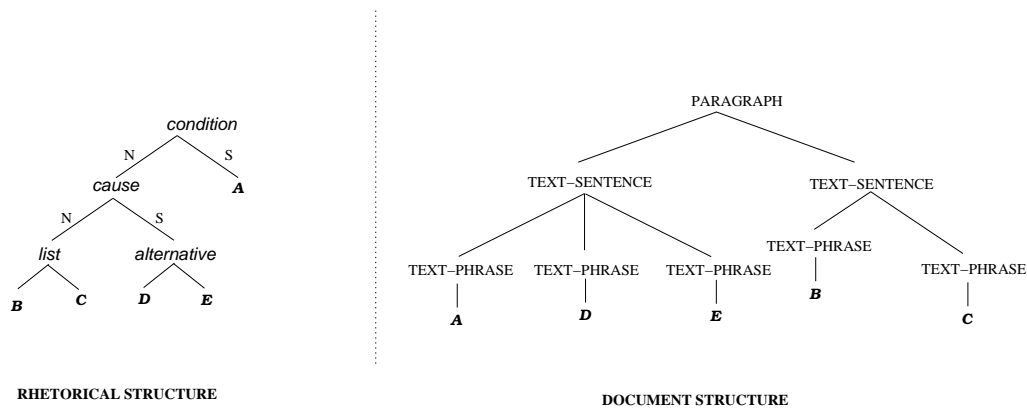 condition
N S
cause
A
N S
list
alternative
B C D E
RHETORICAL STRUCTURE
PARAGRAPH
TEXT–SENTENCE TEXT–SENTENCE
TEXT–PHRASE
TEXT–PHRASE TEXT–PHRASE TEXT–PHRASE TEXT–PHRASE
B
A D E C
DOCUMENT STRUCTURE